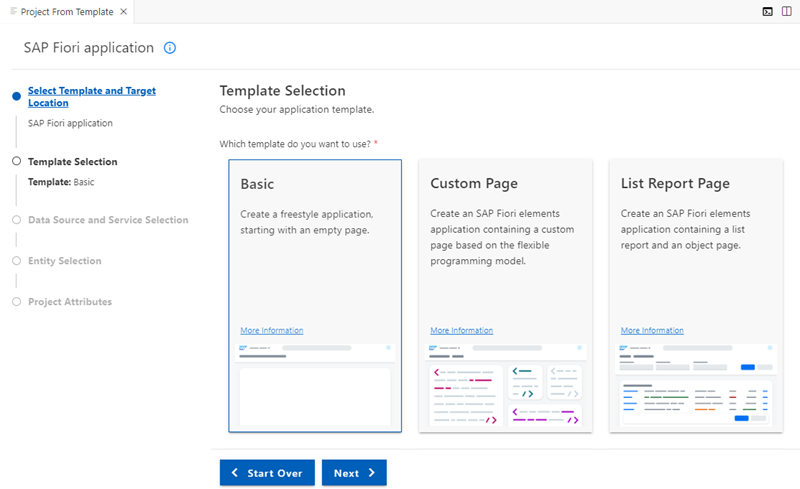 Project From Template
SAP Fiori application
Select Template and Target
Location
SAP Fiori application
Template Selection
Template: Basic
Data Source and Service Selection
Entity Selection
Project Attributes
Template Selection
Choose your application template.
Which template do you want to use? *
Basic
Create a freestyle application,
starting with an empty page.
More Information
Custom Page
Create an SAP Fiori elements
application containing a custom
page based on the flexible
programming model.
More Information
List Report Page
Create an SAP Fiori elements
application containing a list
report and an object page.
More Information
Start Over
Next